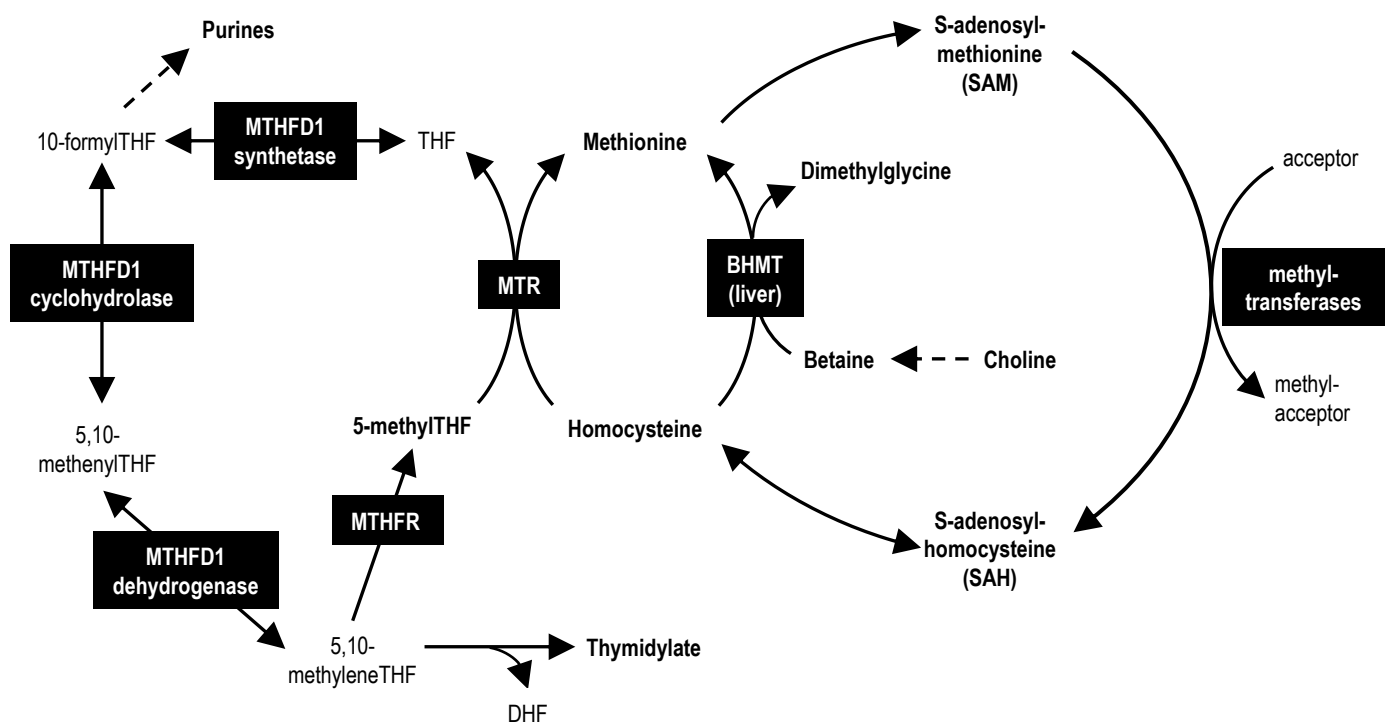 Purines
S-adenosyl-
methionine
(SAM)
10-formylTHF
MTHFD1
synthetase
THF
Methionine
Dimethylglycine
acceptor
MTHFD1
cyclohydrolase
MTR
BHMT
(liver)
methyl-
transferases
Betaine
Choline
methyl-
acceptor
5,10-
methenylTHF
5-methylTHF
Homocysteine
MTHFR
S-adenosyl-
homocysteine
(SAH)
MTHFD1
dehydrogenase
5,10-
methyleneTHF
Thymidylate
DHF